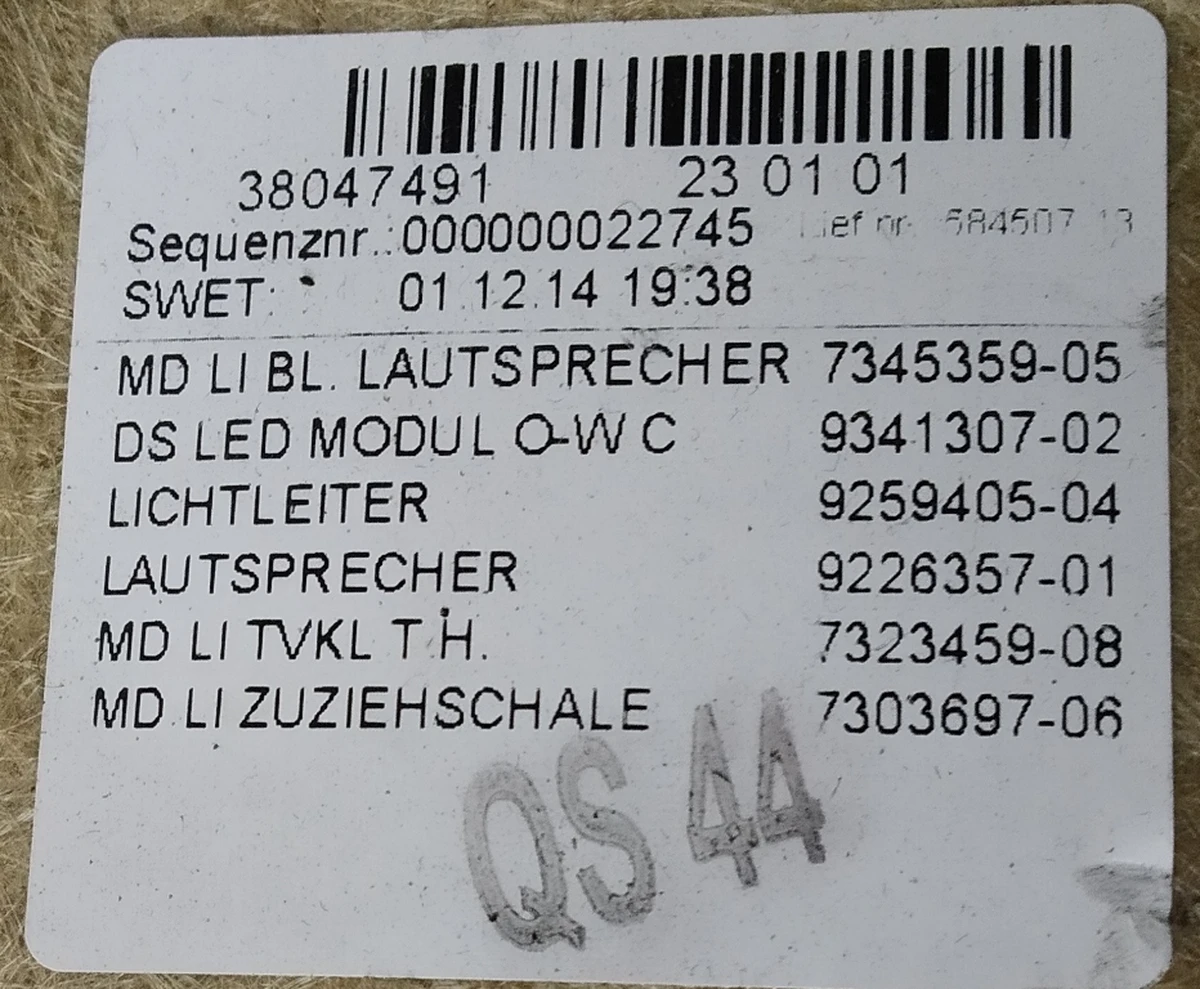 38047491 23 01 01
Sequenznr.:000000022745
SWET: 01.12.14 19:38
MD LI BL. LAUTSPRECHER 7345359-05
DS LED MODUL O-W C 9341307-02
LICHTLEITER 9259405-04
LAUTSPRECHER 9226357-01
MD LI TVKL T.H. 7323459-08
MD LI ZUZIEHSCHALE 7303697-06
QS 44